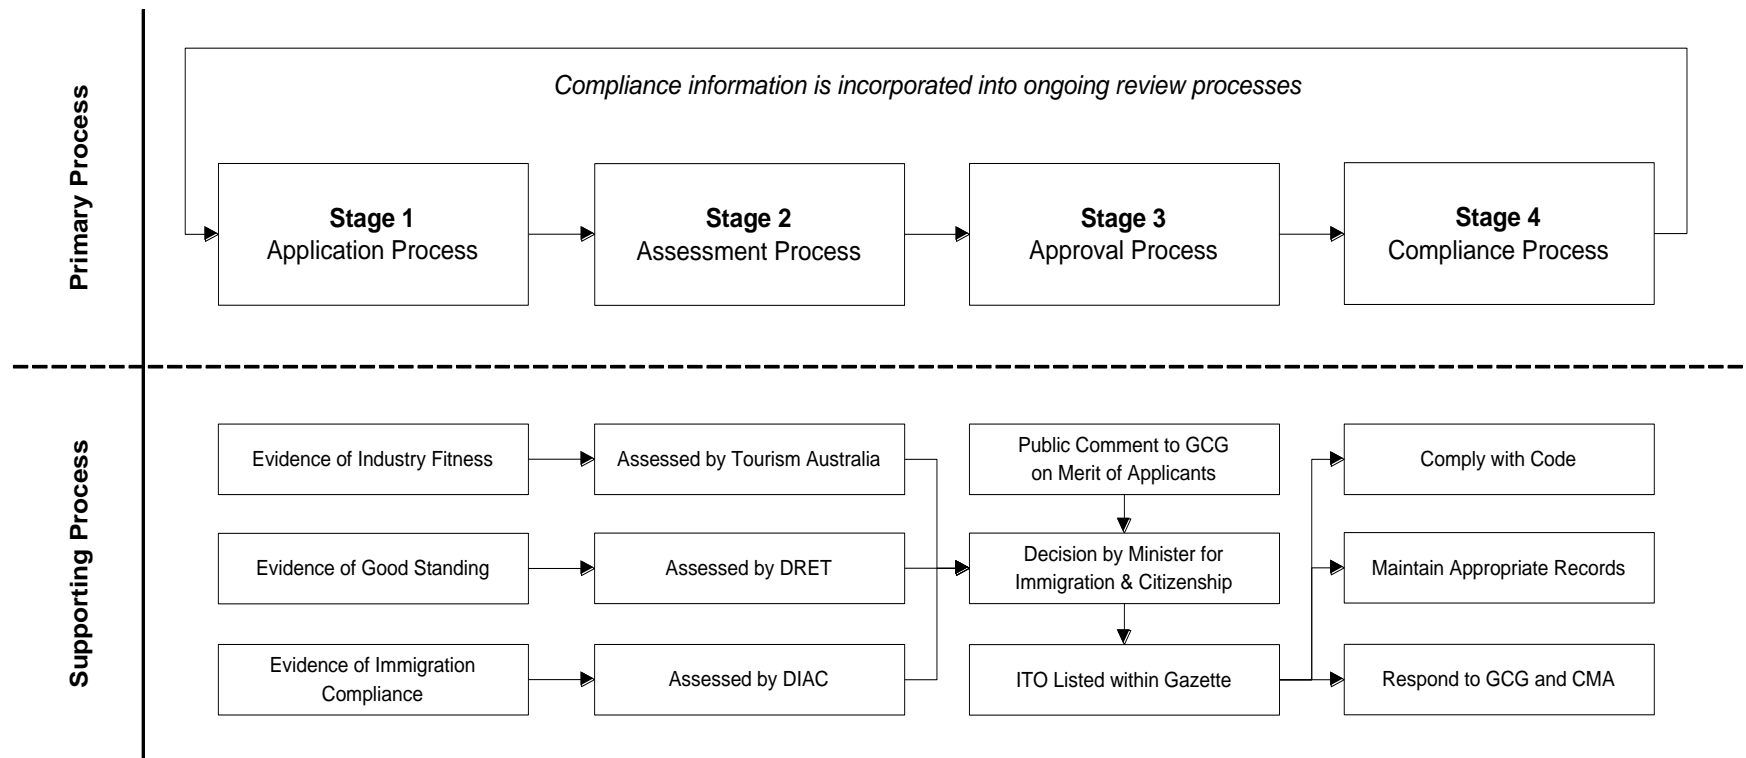 Primary Process
Compliance information is incorporated into ongoing review processes
Stage 1
Application Process
Stage 2
Assessment Process
Stage 3
Approval Process
Stage 4
Compliance Process
Supporting Process
Evidence of Industry Fitness
Assessed by Tourism Australia
Public Comment to GCG
on Merit of Applicants
Comply with Code
Evidence of Good Standing
Assessed by DRET
Decision by Minister for
Immigration & Citizenship
Maintain Appropriate Records
Evidence of Immigration
Compliance
Assessed by DIAC
ITO Listed within Gazette
Respond to GCG and CMA